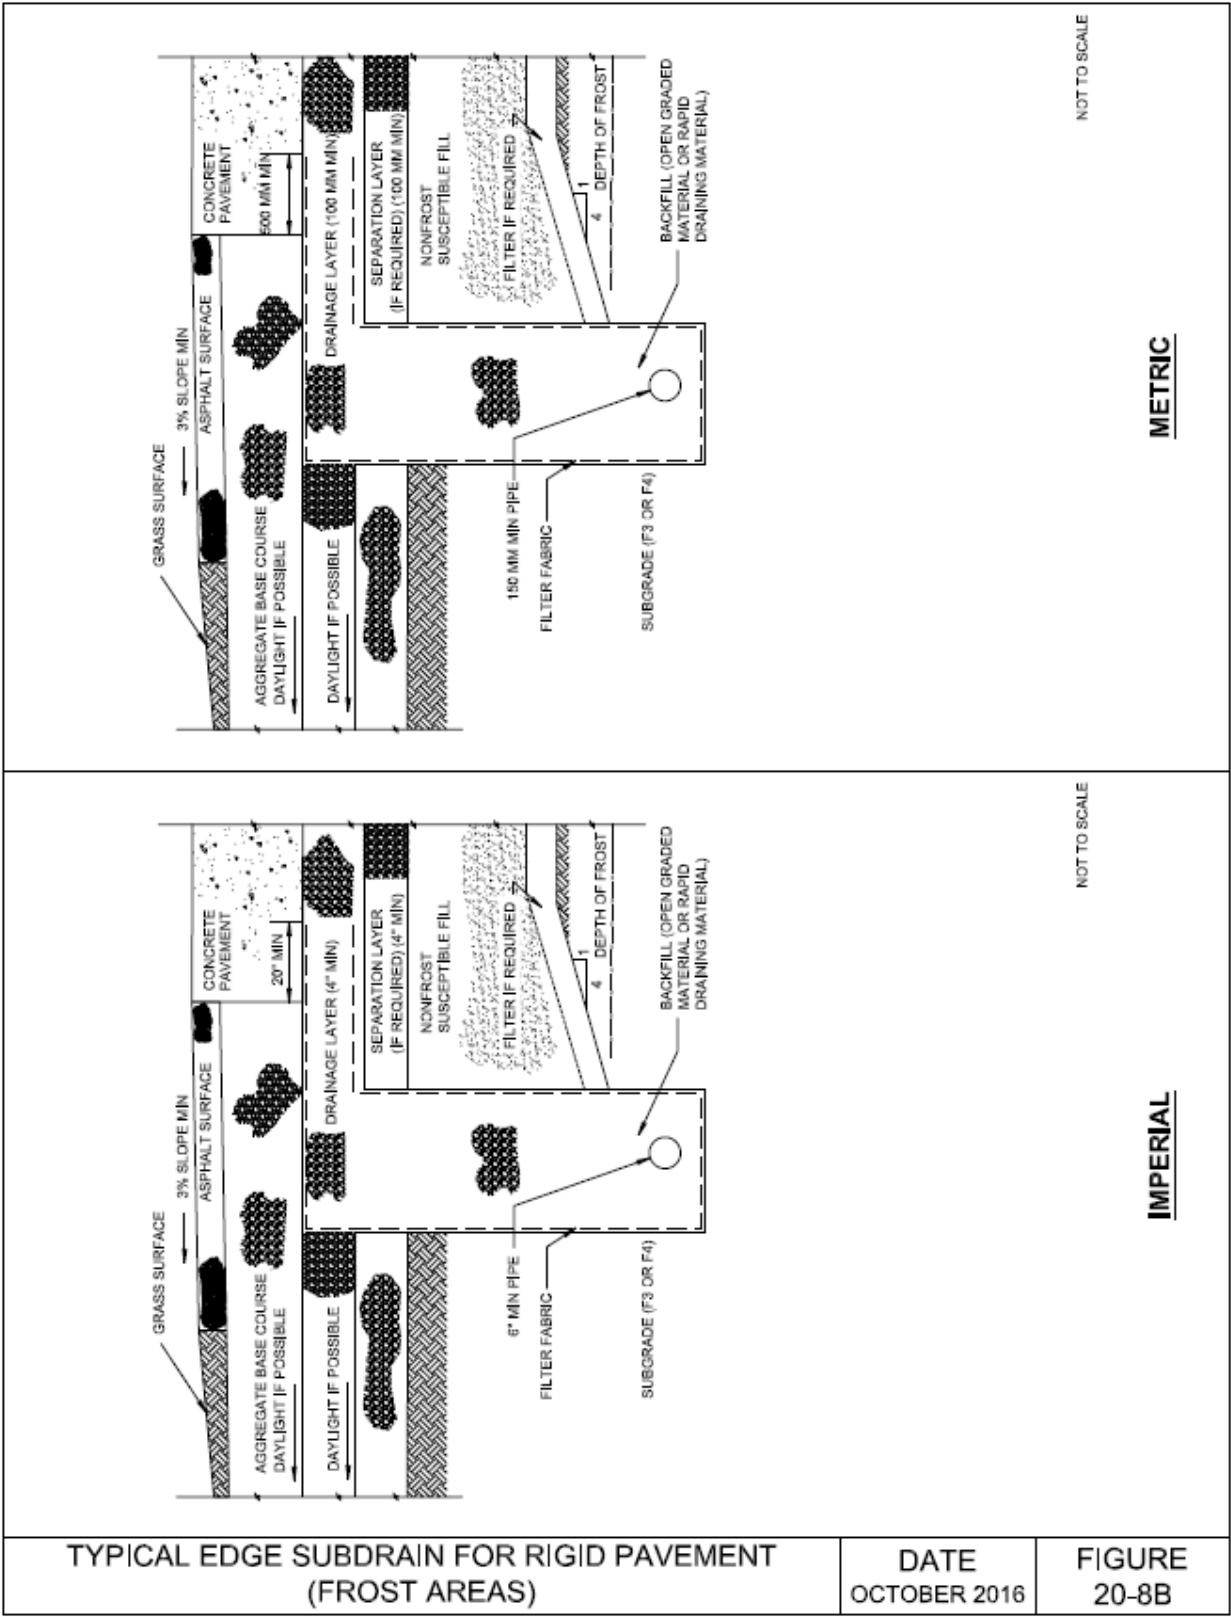 GRASS SURFACE
3% SLOPE MIN
ASPHALT SURFACE
CONCRETE
PAVEMENT
500 MM MIN
AGGREGATE BASE COURSE
DAYLIGHT IF POSSIBLE
DRAINAGE LAYER (100 MM MIN)
DAYLIGHT IF POSSIBLE
SEPARATION LAYER
(IF REQUIRED) (100 MM MIN)
NONFROST
SUSCEPTIBLE FILL
FILTER IF REQUIRED
150 MM MIN PIPE
FILTER FABRIC
1
4
DEPTH OF FROST
SUBGRADE (F3 OR F4)
BACKFILL (OPEN GRADED
MATERIAL OR RAPID
DRAINING MATERIAL)
NOT TO SCALE
METRIC
GRASS SURFACE
3% SLOPE MIN
ASPHALT SURFACE
CONCRETE
PAVEMENT
20" MIN
AGGREGATE BASE COURSE
DAYLIGHT IF POSSIBLE
DRAINAGE LAYER (4" MIN)
DAYLIGHT IF POSSIBLE
SEPARATION LAYER
(IF REQUIRED) (4" MIN)
NONFROST
SUSCEPTIBLE FILL
FILTER IF REQUIRED
6" MIN PIPE
FILTER FABRIC
1
4
DEPTH OF FROST
SUBGRADE (F3 OR F4)
BACKFILL (OPEN GRADED
MATERIAL OR RAPID
DRAINING MATERIAL)
NOT TO SCALE
IMPERIAL
TYPICAL EDGE SUBDRAIN FOR RIGID PAVEMENT
(FROST AREAS)
DATE
OCTOBER 2016
FIGURE
20-8B